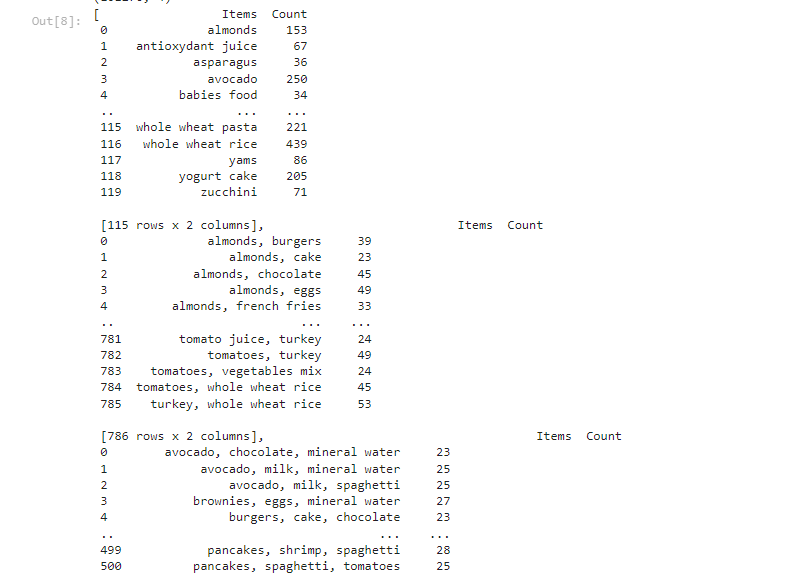 Out[8]:
[ Items Count
0 almonds 153
1 antioxydant juice 67
2 asparagus 36
3 avocado 250
4 babies food 34
.. ... ...
115 whole wheat pasta 221
116 whole wheat rice 439
117 yams 86
118 yogurt cake 205
119 zucchini 71
[115 rows x 2 columns], Items Count
0 almonds, burgers 39
1 almonds, cake 23
2 almonds, chocolate 45
3 almonds, eggs 49
4 almonds, french fries 33
.. ... ...
781 tomato juice, turkey 24
782 tomatoes, turkey 49
783 tomatoes, vegetables mix 24
784 tomatoes, whole wheat rice 45
785 turkey, whole wheat rice 53
[786 rows x 2 columns], Items Count
0 avocado, chocolate, mineral water 23
1 avocado, milk, mineral water 25
2 avocado, milk, spaghetti 25
3 brownies, eggs, mineral water 27
4 burgers, cake, chocolate 23
.. ... ...
499 pancakes, shrimp, spaghetti 28
500 pancakes, spaghetti, tomatoes 25